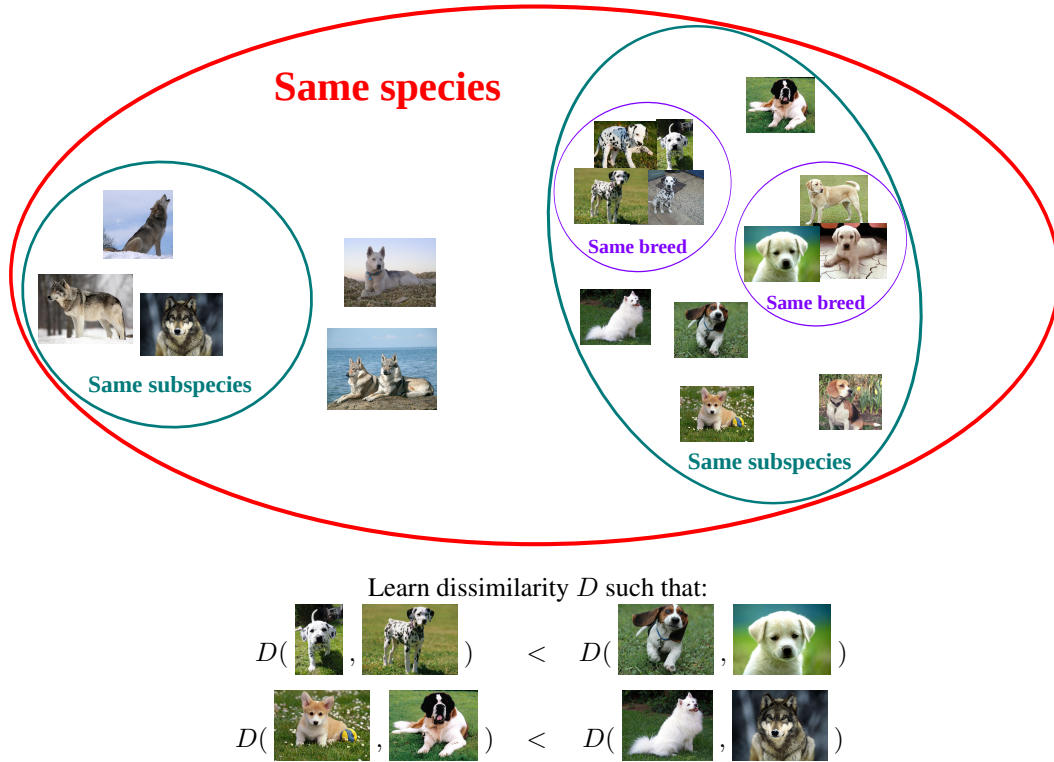 Same species
Same breed
Same breed
Same subspecies
Same subspecies
Learn dissimilarity D such that:
D( , ) < D( , )
D( , ) < D( , )